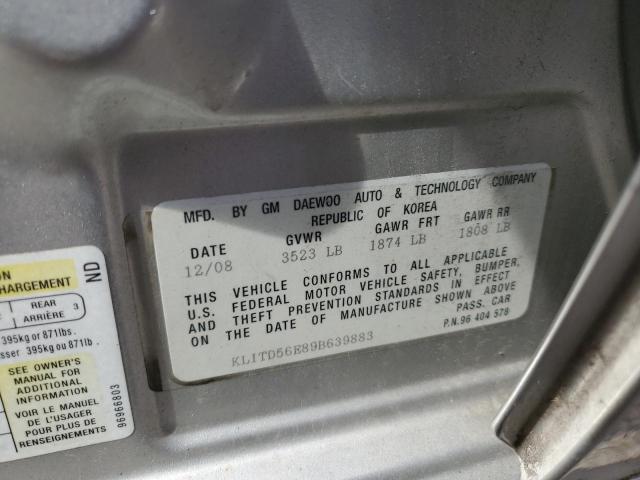 MFD. BY GM DAEWOO AUTO & TECHNOLOGY COMPANY
REPUBLIC OF KOREA
DATE GVWR GAWR FRT GAWR RR
12/08 3523 LB 1874 LB 1808 LB
THIS VEHICLE CONFORMS TO ALL APPLICABLE
U.S. FEDERAL MOTOR VEHICLE SAFETY, BUMPER,
AND THEFT PREVENTION STANDARDS IN EFFECT
ON THE DATE OF MANUFACTURE SHOWN ABOVE
PASS. CAR
KL1TD56E89B639883
P.N.96 404 578
CHARGEMENT
ND
REAR 3
ARRIÈRE
395kg or 871lbs.
395kg ou 871lb.
SEE OWNER'S
MANUAL FOR
ADDITIONAL
INFORMATION
VOIR LE MANUEL
DE L'USAGER
POUR PLUS DE
RENSEIGNEMENTS
96966803